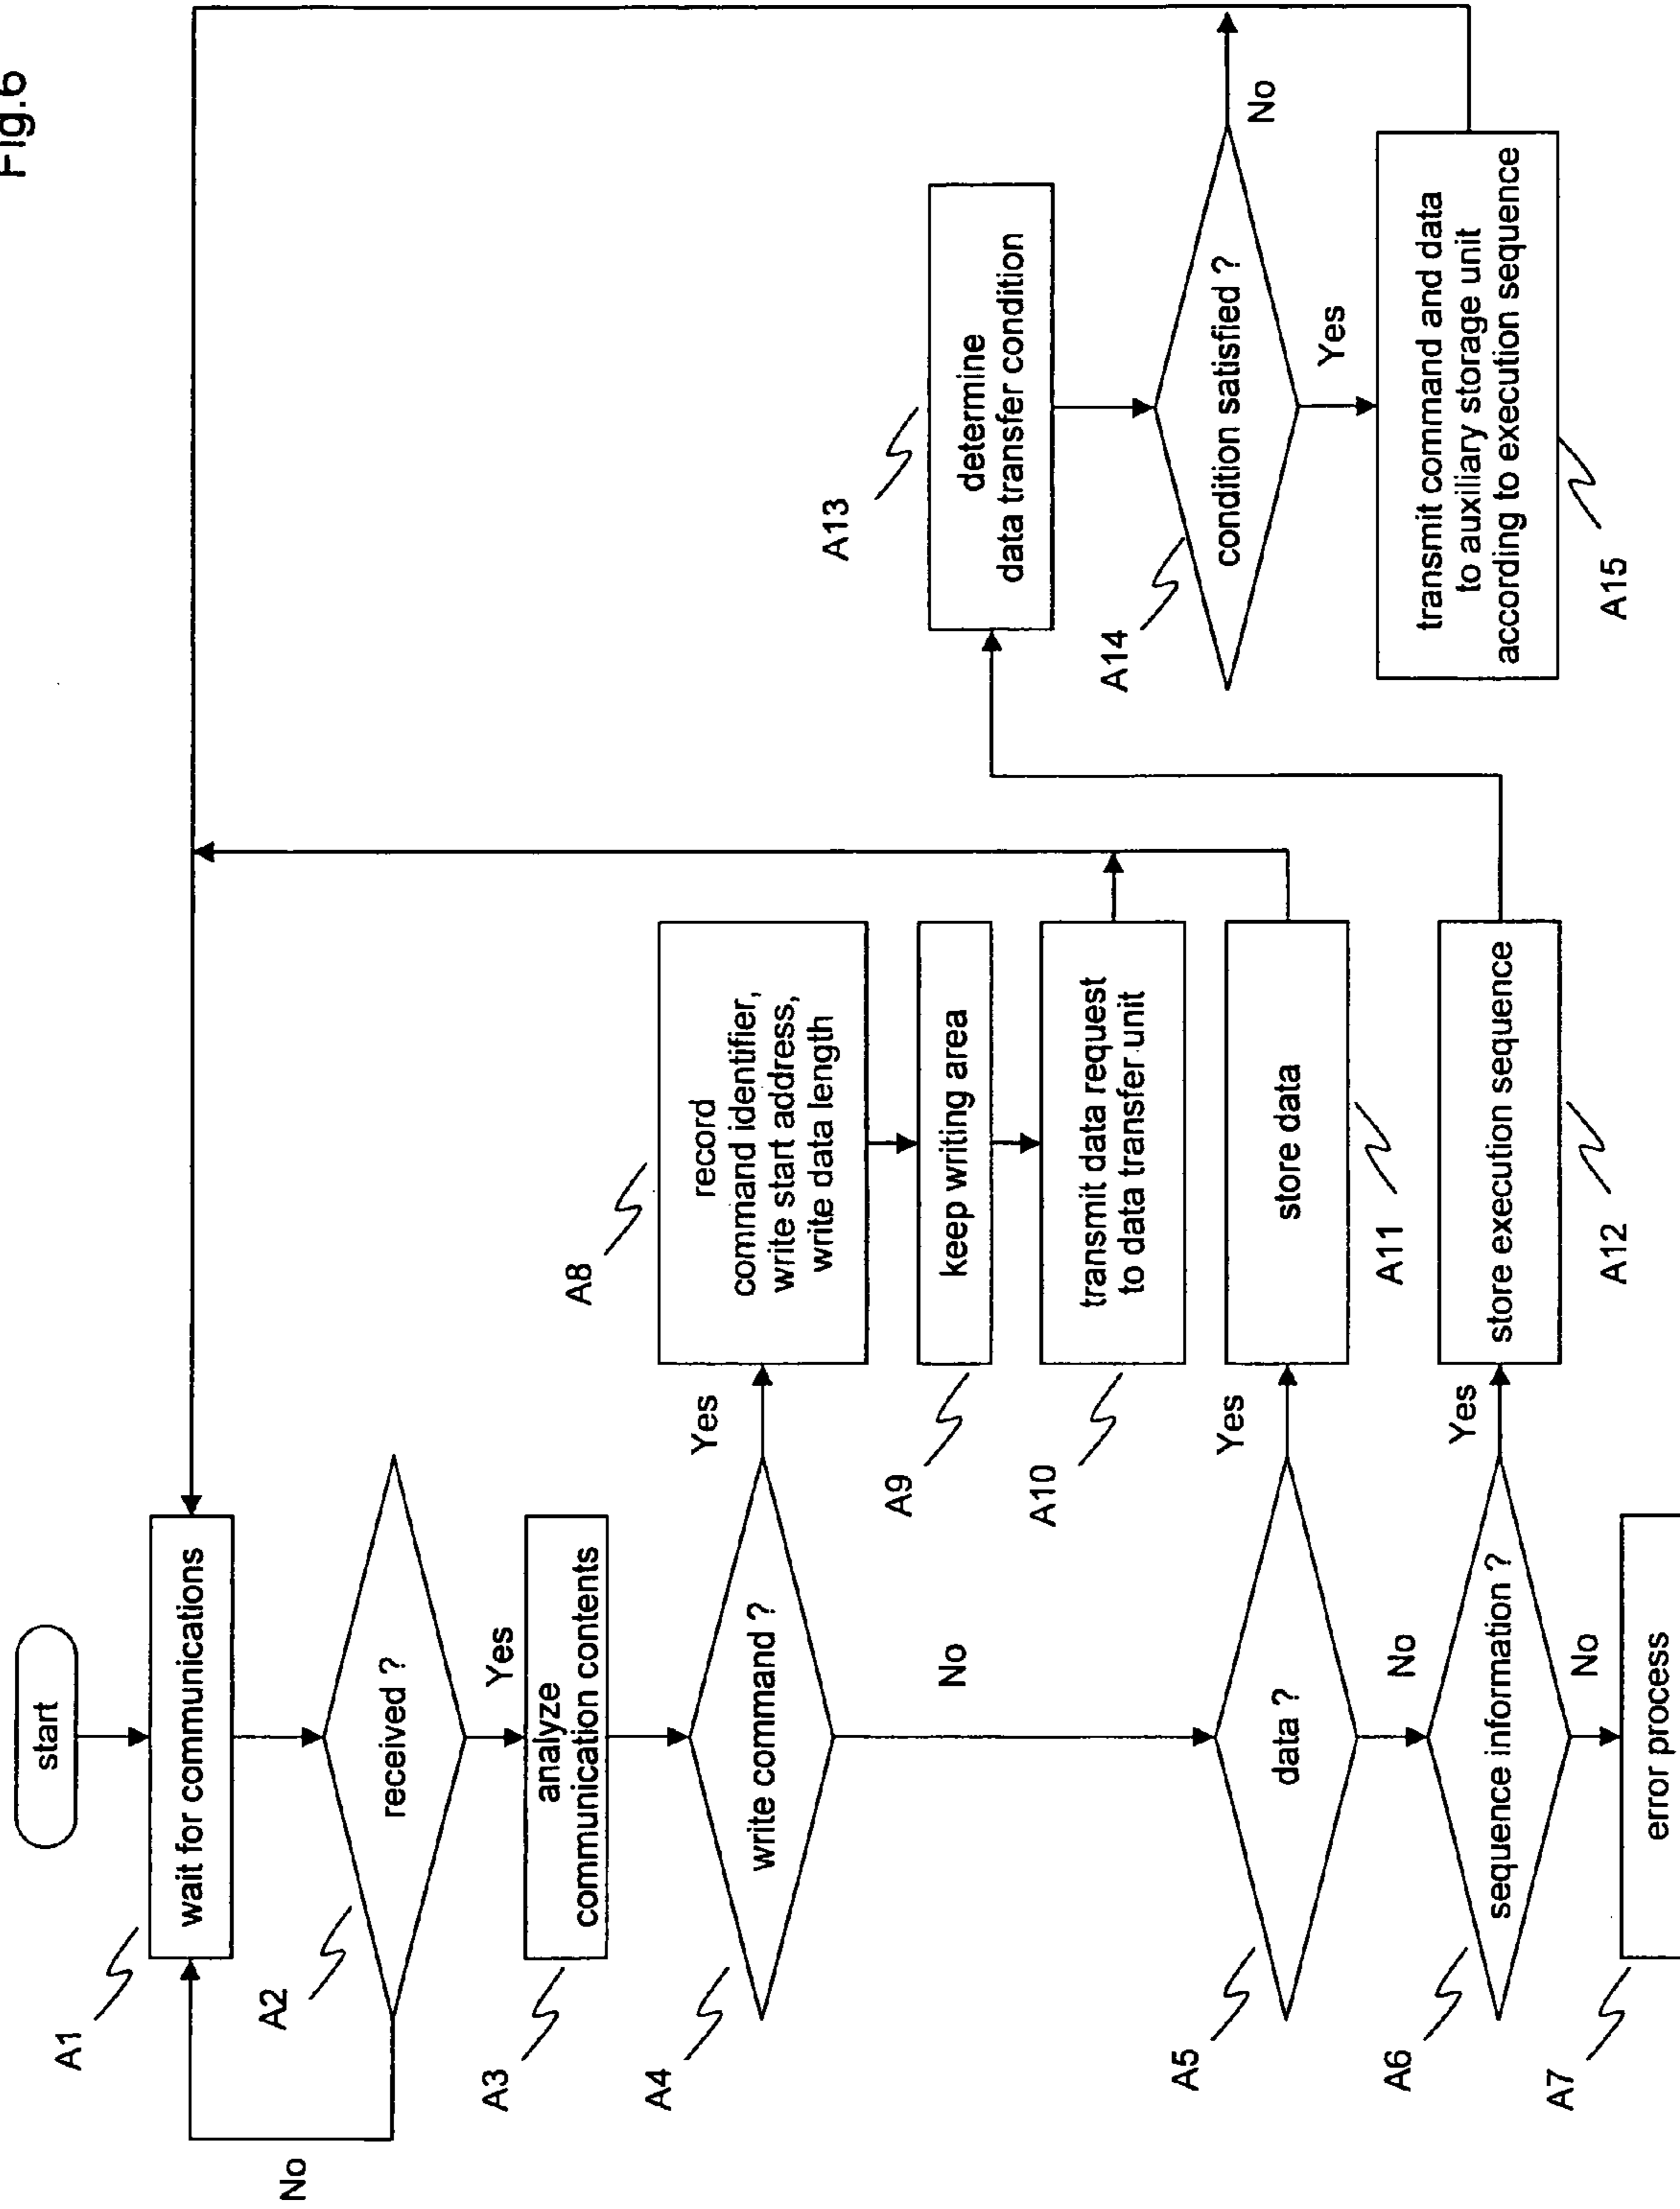 Fig.6
start
A1
wait for communications
No
A2
received ?
Yes
A3
analyze
communication contents
A4
write command ?
Yes
No
A8
record
command identifier,
write start address,
write data length
A9
keep writing area
A10
transmit data request
to data transfer unit
A5
data ?
Yes
No
store data
A11
A6
sequence information ?
Yes
No
store execution sequence
A12
A7
error process
A13
determine
data transfer condition
A14
condition satisfied ?
No
Yes
transmit command and data
to auxiliary storage unit
according to execution sequence
A15